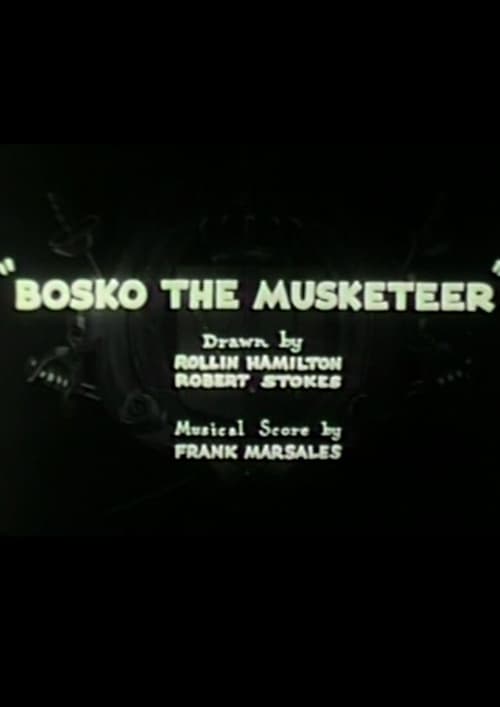 "BOSKO THE MUSKETEER"
Drawn by
ROLLIN HAMILTON
ROBERT STOKES
Musical Score by
FRANK MARSALES